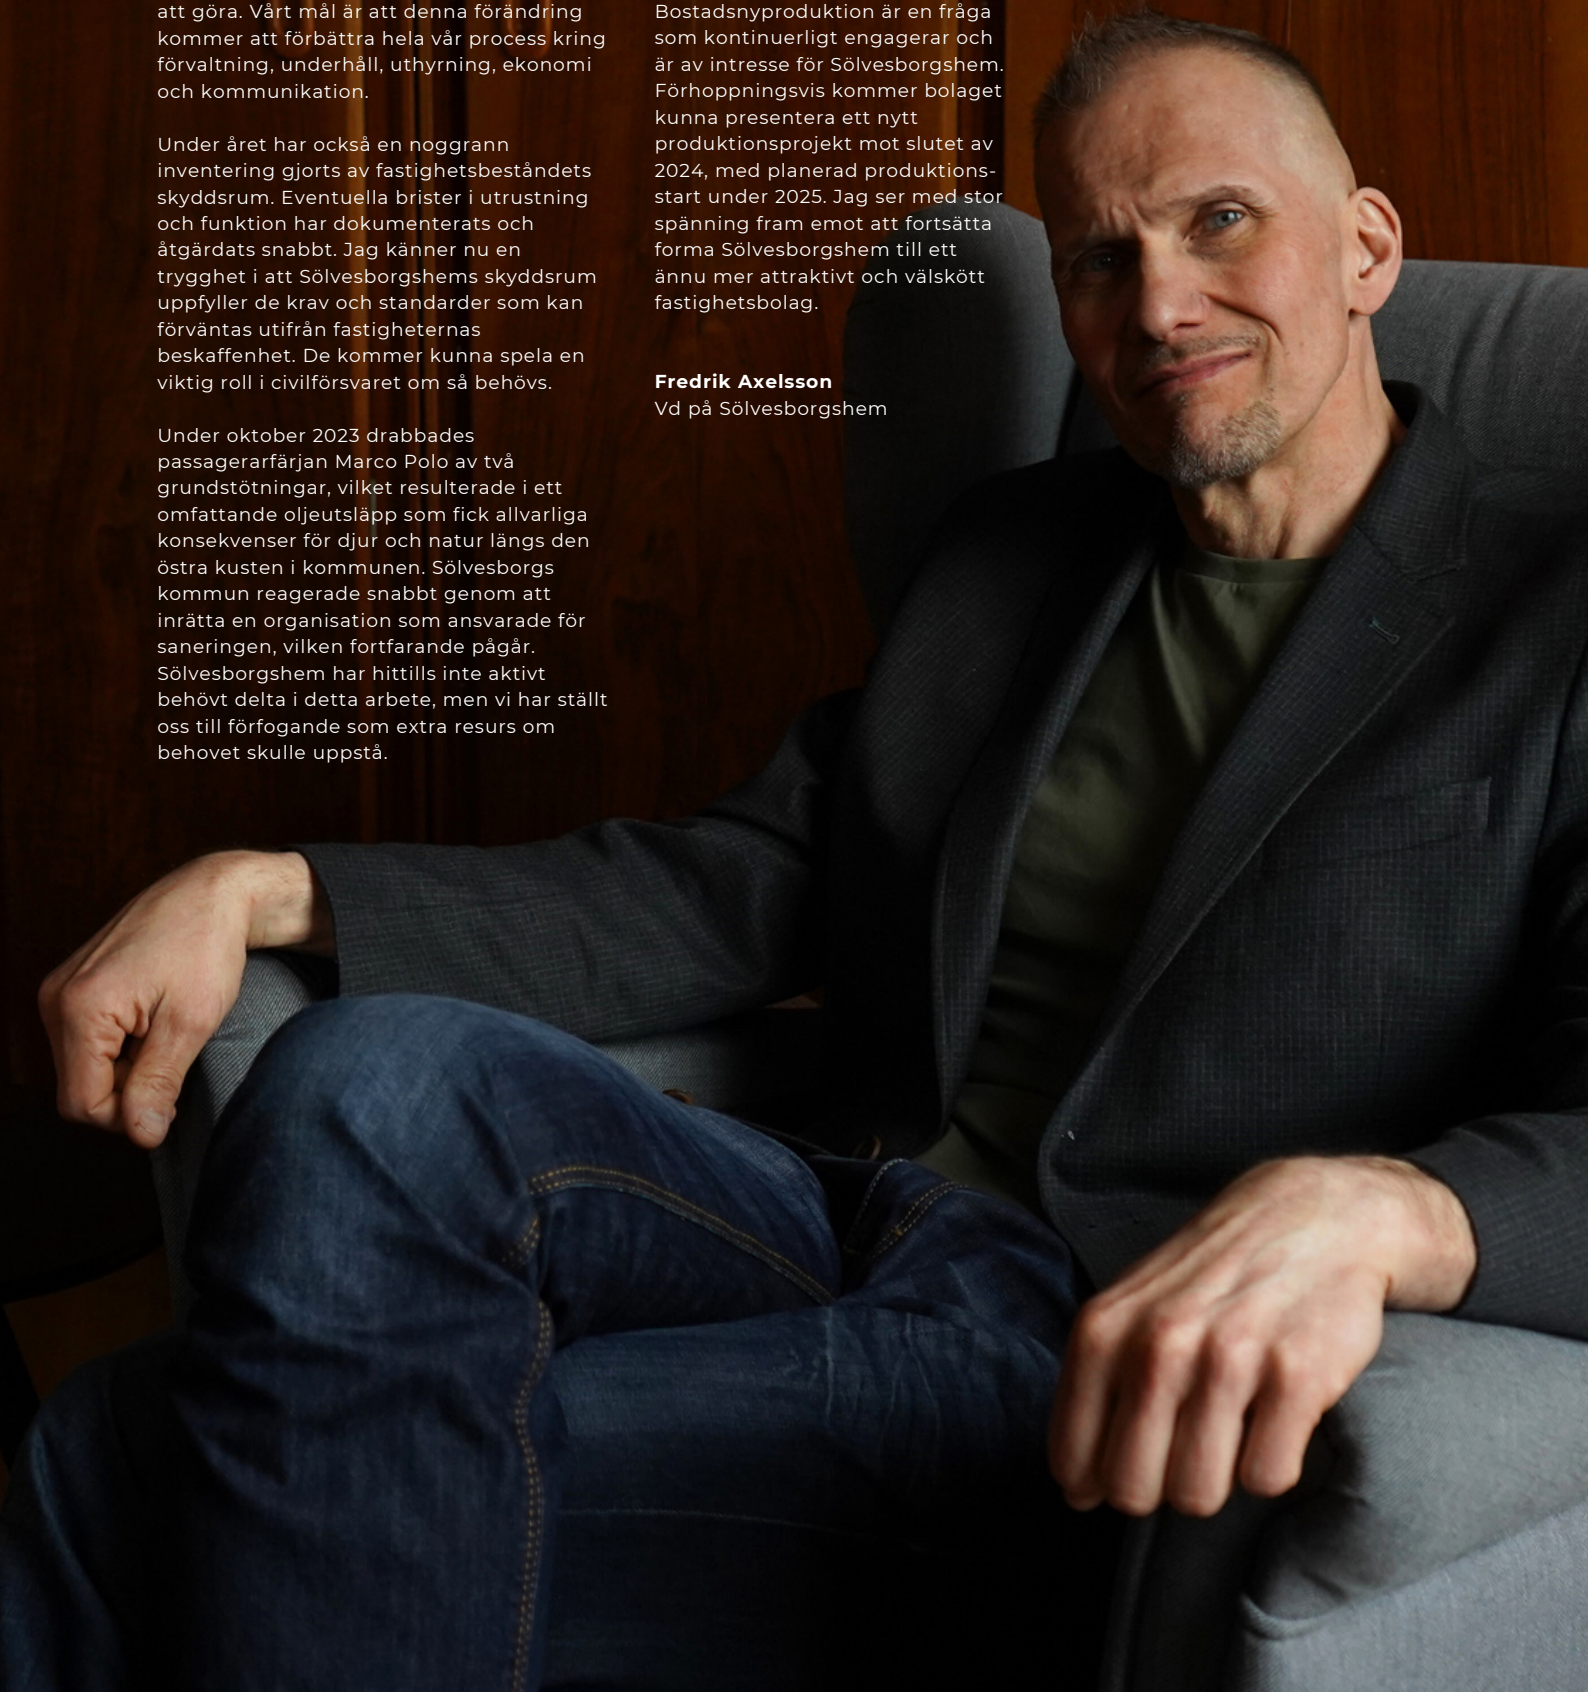 att göra. Vårt mål är att denna förändring
kommer att förbättra hela vår process kring
förvaltning, underhåll, uthyrning, ekonomi
och kommunikation.
Under året har också en noggrann
inventering gjorts av fastighetsbeståndets
skyddsrum. Eventuella brister i utrustning
och funktion har dokumenterats och
åtgärdats snabbt. Jag känner nu en
trygghet i att Sölvesborgshems skyddsrum
uppfyller de krav och standarder som kan
förväntas utifrån fastigheternas
beskaffenhet. De kommer kunna spela en
viktig roll i civilförsvaret om så behövs.
Under oktober 2023 drabbades
passagerarfärjan Marco Polo av två
grundstötningar, vilket resulterade i ett
omfattande oljeutsläpp som fick allvarliga
konsekvenser för djur och natur längs den
östra kusten i kommunen. Sölvesborgs
kommun reagerade snabbt genom att
inrätta en organisation som ansvarade för
saneringen, vilken fortfarande pågår.
Sölvesborgshem har hittills inte aktivt
behövt delta i detta arbete, men vi har ställt
oss till förfogande som extra resurs om
behovet skulle uppstå.
Bostadsnyproduktion är en fråga
som kontinuerligt engagerar och
är av intresse för Sölvesborgshem.
Förhoppningsvis kommer bolaget
kunna presentera ett nytt
produktionsprojekt mot slutet av
2024, med planerad produktions-
start under 2025. Jag ser med stor
spänning fram emot att fortsätta
forma Sölvesborgshem till ett
ännu mer attraktivt och välskött
fastighetsbolag.
Fredrik Axelsson
Vd på Sölvesborgshem